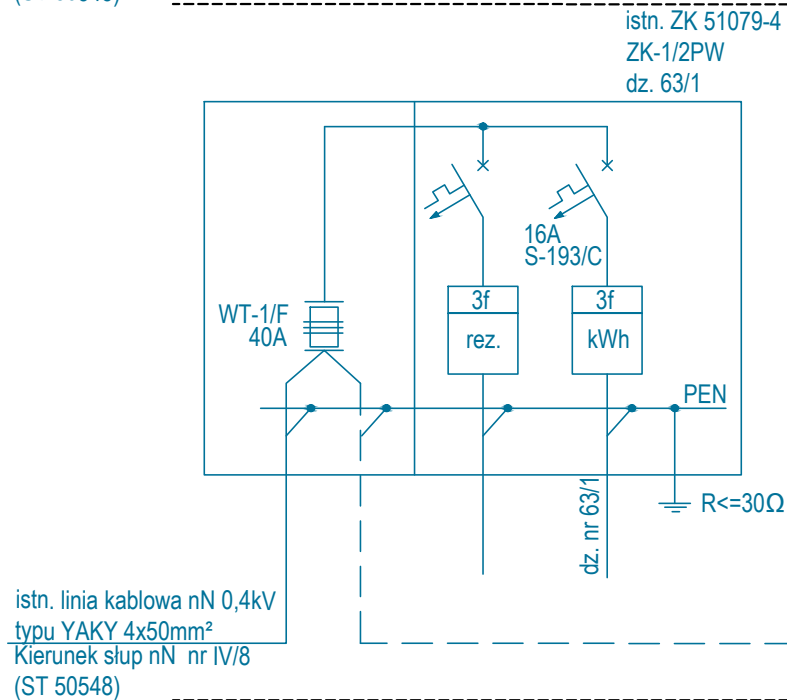 istn. ZK 51079-4
ZK-1/2PW
dz. 63/1
16A
S-193/C
WT-1/F
40A
3f
rez.
3f
kWh
PEN
dz. nr 63/1
R<=30Ω
istn. linia kablowa nN 0,4kV
typu YAKY 4x50mm²
Kierunek słup nN nr IV/8
(ST 50548)